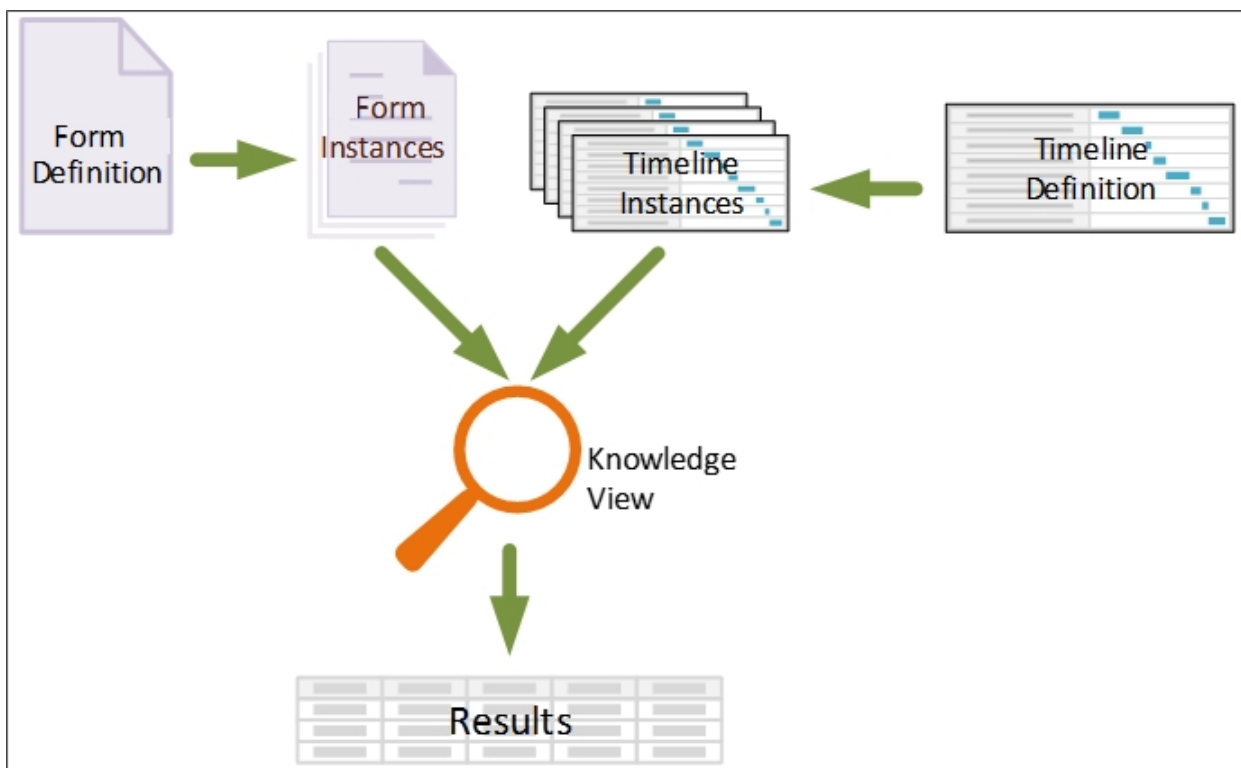 Form
Definition
Form
Instances
Timeline
Instances
Timeline
Definition
Knowledge
View
Results